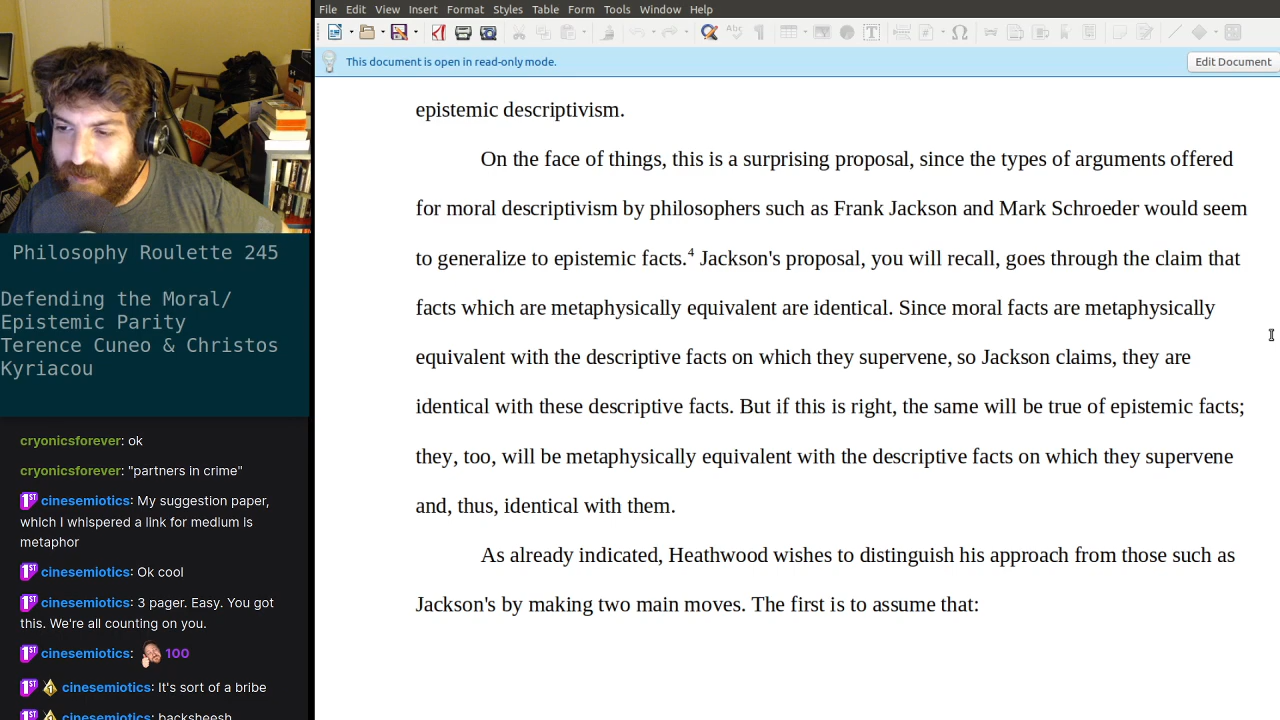 File Edit View Insert Format Styles Table Form Tools Window Help
This document is open in read-only mode.
Edit Document
epistemic descriptivism.
On the face of things, this is a surprising proposal, since the types of arguments offered
for moral descriptivism by philosophers such as Frank Jackson and Mark Schroeder would seem
to generalize to epistemic facts.4 Jackson's proposal, you will recall, goes through the claim that
facts which are metaphysically equivalent are identical. Since moral facts are metaphysically
equivalent with the descriptive facts on which they supervene, so Jackson claims, they are
identical with these descriptive facts. But if this is right, the same will be true of epistemic facts;
they, too, will be metaphysically equivalent with the descriptive facts on which they supervene
and, thus, identical with them.
As already indicated, Heathwood wishes to distinguish his approach from those such as
Jackson's by making two main moves. The first is to assume that:
Philosophy Roulette 245
Defending the Moral/
Epistemic Parity
Terence Cuneo & Christos
Kyriacou
cryonicsforever: ok
cryonicsforever: "partners in crime"
1ST cinesemiotics: My suggestion paper,
which I whispered a link for medium is
metaphor
1ST cinesemiotics: Ok cool
1ST cinesemiotics: 3 pager. Easy. You got
this. We're all counting on you.
1ST cinesemiotics: 100
1ST 1 cinesemiotics: It's sort of a bribe
cinesemiotics: backsheesh